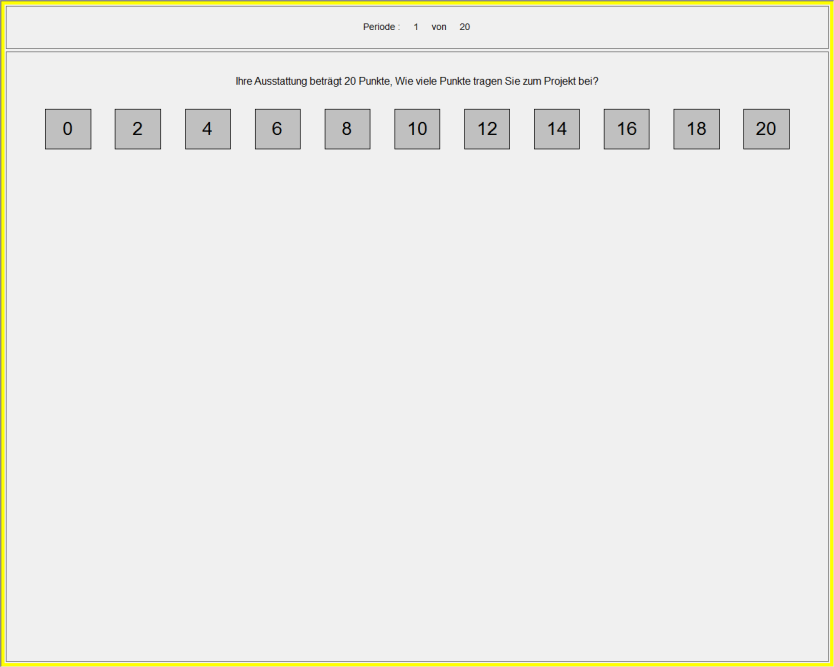 Periode : 1 von 20
Ihre Ausstattung beträgt 20 Punkte, Wie viele Punkte tragen Sie zum Projekt bei?
0 2 4 6 8 10 12 14 16 18 20